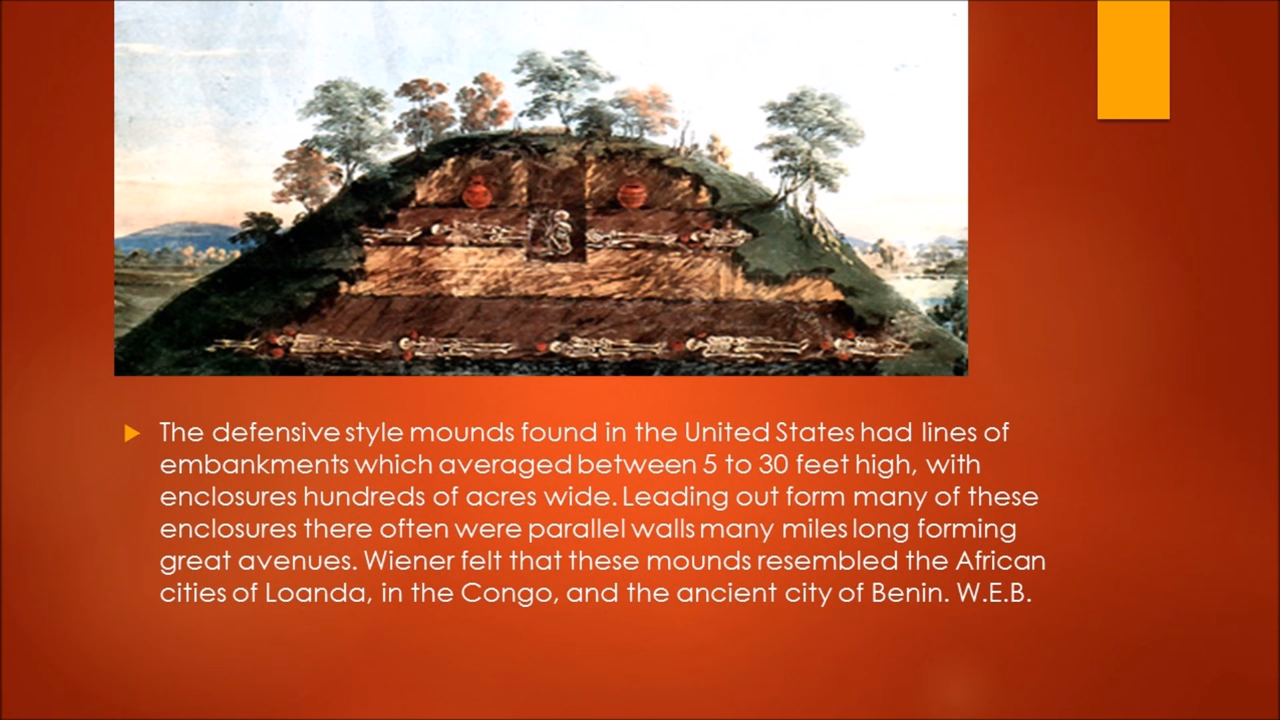 The defensive style mounds found in the United States had lines of
embankments which averaged between 5 to 30 feet high, with
enclosures hundreds of acres wide. Leading out form many of these
enclosures there often were parallel walls many miles long forming
great avenues. Wiener felt that these mounds resembled the African
cities of Loanda, in the Congo, and the ancient city of Benin. W.E.B.